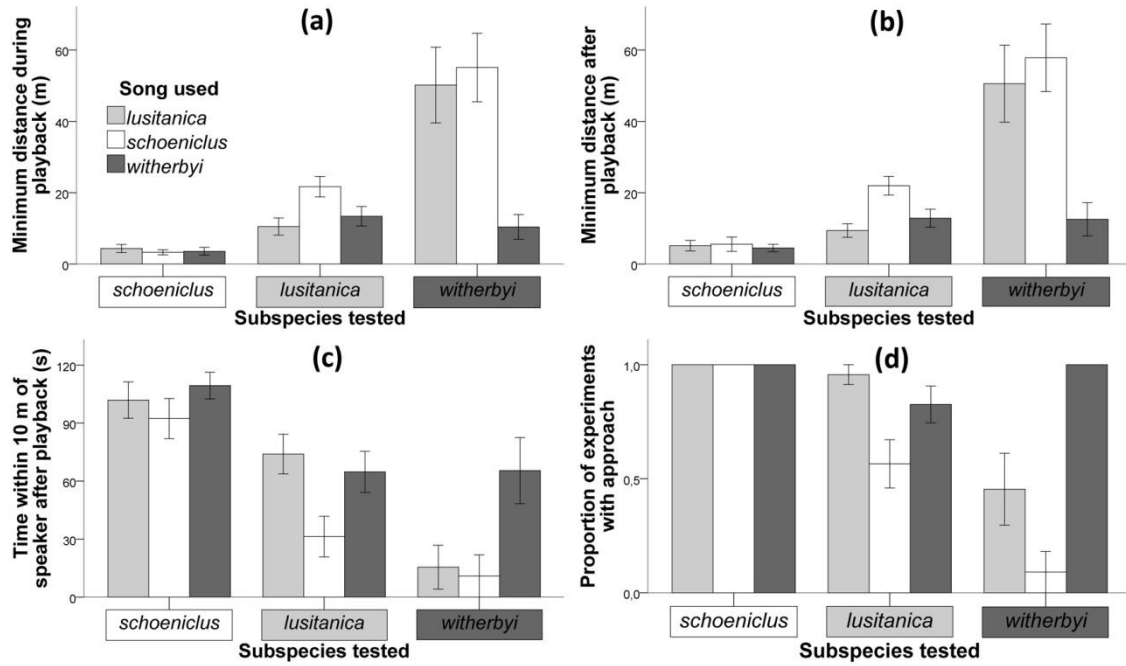 (a)
Minimum distance during
playback (m)
60
40
20
0
Song used
lusitanica
schoeniclus
witherbyi
schoeniclus
lusitanica
witherbyi
Subspecies tested
(b)
Minimum distance after
playback (m)
60
40
20
0
schoeniclus
lusitanica
witherbyi
Subspecies tested
(c)
Time within 10 m of
speaker after playback (s)
120
90
60
30
0
schoeniclus
lusitanica
witherbyi
Subspecies tested
(d)
Proportion of experiments
with approach
1,0
0,5
0,0
schoeniclus
lusitanica
witherbyi
Subspecies tested